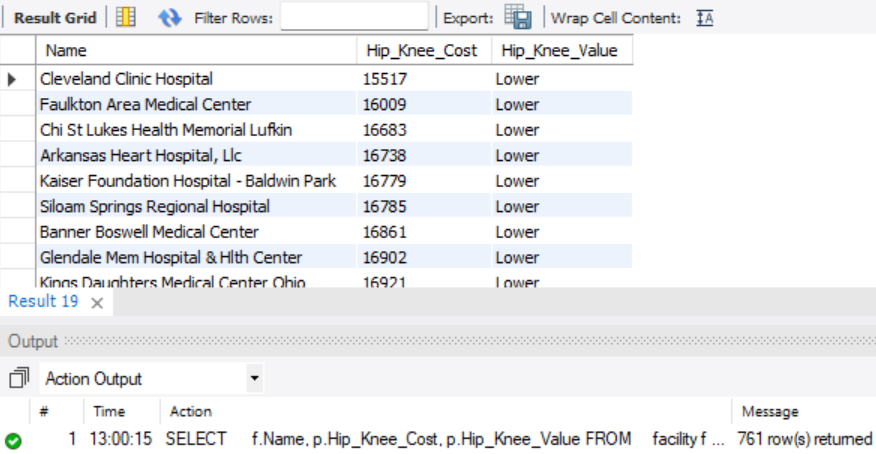 Result Grid Filter Rows: Export: Wrap Cell Content: IA
Name Hip_Knee_Cost Hip_Knee_Value
Cleveland Clinic Hospital 15517 Lower
Faulkton Area Medical Center 16009 Lower
Chi St Lukes Health Memorial Lufkin 16683 Lower
Arkansas Heart Hospital, Llc 16738 Lower
Kaiser Foundation Hospital - Baldwin Park 16779 Lower
Siloam Springs Regional Hospital 16785 Lower
Banner Boswell Medical Center 16861 Lower
Glendale Mem Hospital & Hlth Center 16902 Lower
Kings Daughters Medical Center Ohio 16921 Lower
Result 19
Output
Action Output
# Time Action Message
1 13:00:15 SELECT f.Name, p.Hip_Knee_Cost, p.Hip_Knee_Value FROM facility f ... 761 row(s) returned